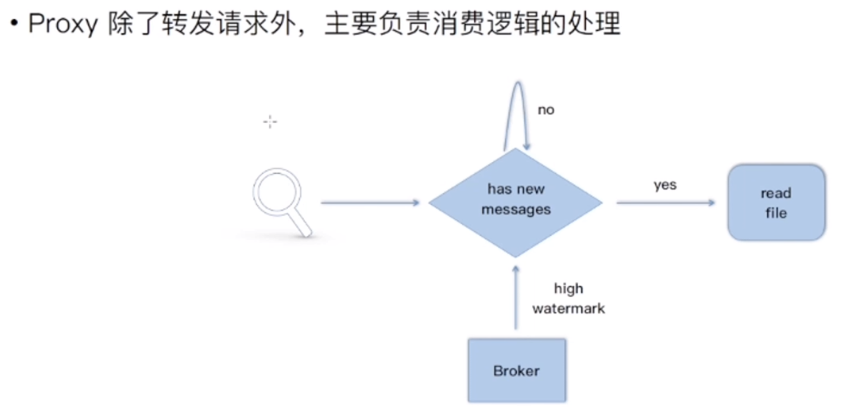 • Proxy 除了转发请求外，主要负责消费逻辑的处理
no
has new
messages
yes
read
file
high
watermark
Broker